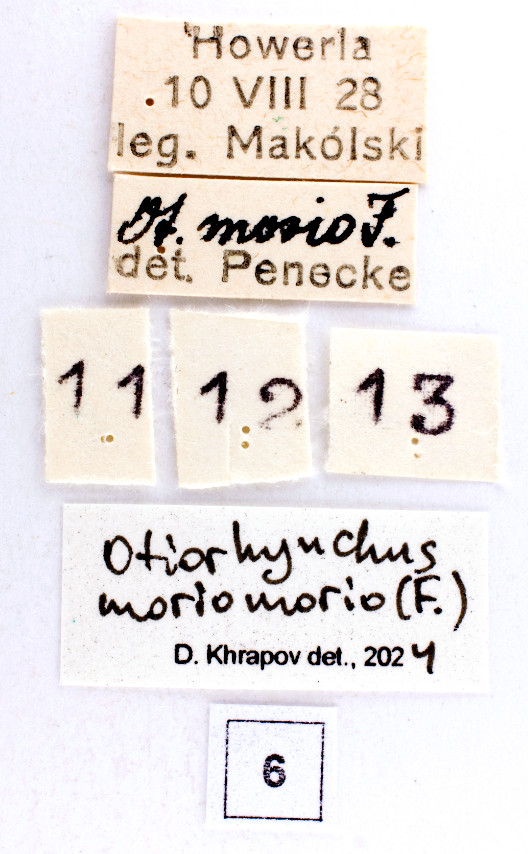 Howerla
10 VIII 28
leg. Makólski
Ot. morio F.
det. Penecke
11
12
13
Otiorhynchus
morio morio (F.)
D. Khrapov det., 2024
6